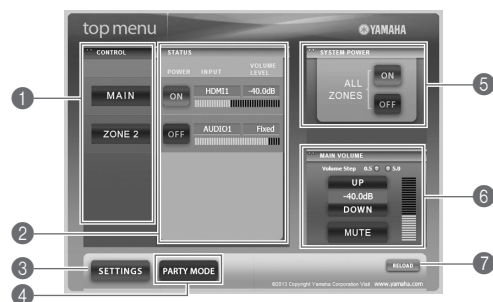 top menu
YAMAHA
CONTROL
MAIN
ZONE 2
STATUS
POWER INPUT VOLUME LEVEL
ON HDMI1 -40.0dB
OFF AUDIO1 Fixed
SYSTEM POWER
ALL ZONES
ON
OFF
MAIN VOLUME
Volume Step 0.5 5.0
UP
-40.0dB
DOWN
MUTE
SETTINGS
PARTY MODE
RELOAD
©2013 Copyright Yamaha Corporation Visit www.yamaha.com
1
2
3
4
5
6
7